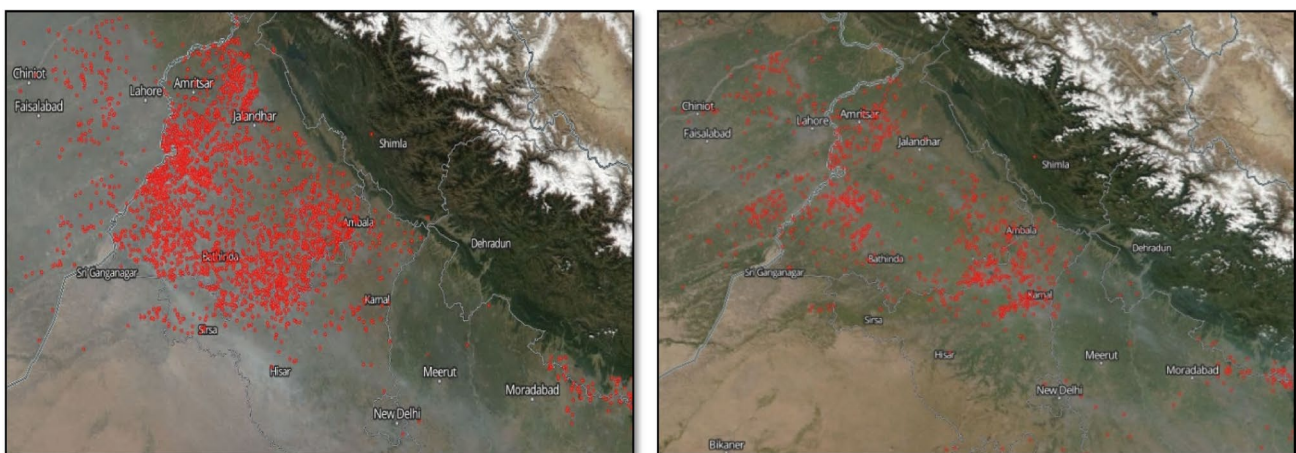 Chiniot
Faisalabad
Lahore
Amritsar
Jalandhar
Shimla
Ambala
Dehradun
Bathinda
Sri Ganganagar
Karnal
Sirsa
Hisar
Meerut
Moradabad
New Delhi
Chiniot
Faisalabad
Lahore
Amritsar
Jalandhar
Shimla
Ambala
Dehradun
Bathinda
Sri Ganganagar
Karnal
Sirsa
Hisar
Meerut
Moradabad
New Delhi
Bikaner